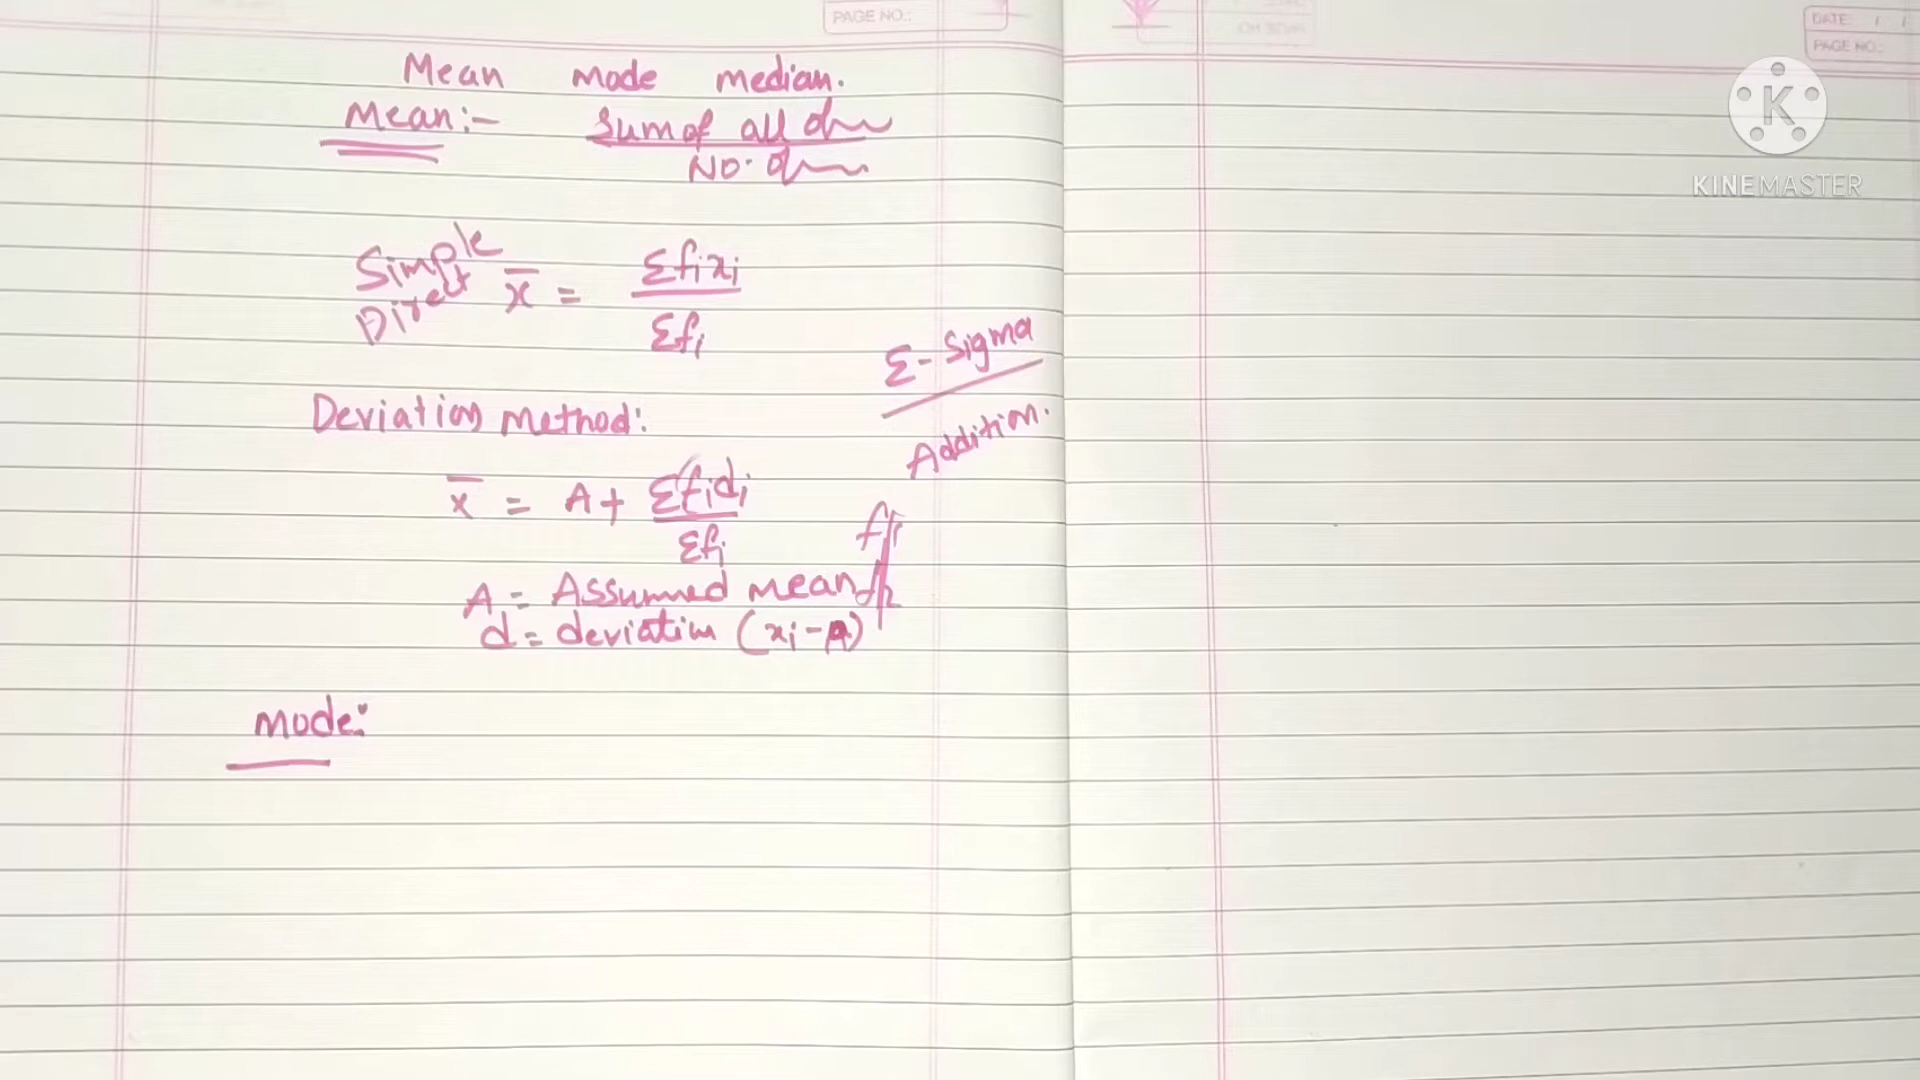 PAGE NO.:
Mean mode median.
Mean:- Sum of all
No.
Simple
Direct x̄ = Σfixi
Σfi
Σ- Sigma
Addition.
Deviation Method:
x̄ = A + Σfidi
Σfi
A = Assumed mean
d = deviation (xi - A)
Mode:
DATE: / /
PAGE NO.:
K
KINEMASTER